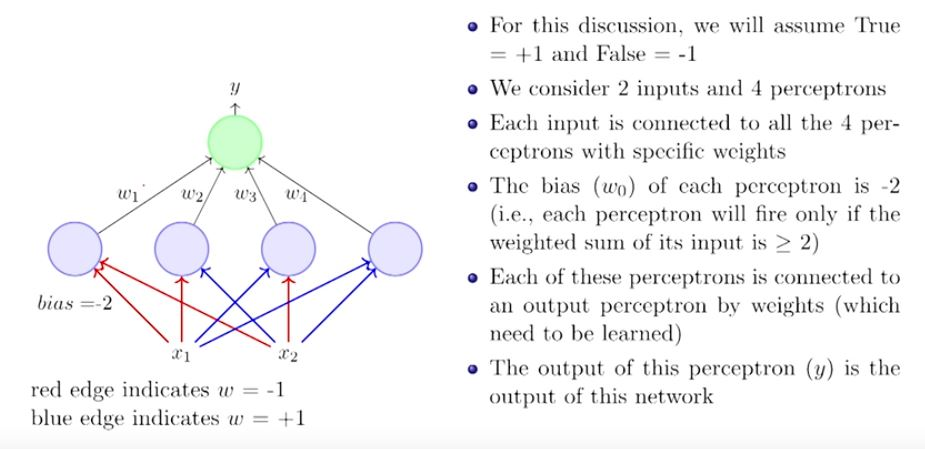 y
w1
w2
w3
w4
bias =-2
x1
x2
red edge indicates w = -1
blue edge indicates w = +1
For this discussion, we will assume True
= +1 and False = -1
We consider 2 inputs and 4 perceptrons
Each input is connected to all the 4 per-
ceptrons with specific weights
The bias (w0) of each perceptron is -2
(i.e., each perceptron will fire only if the
weighted sum of its input is ≥ 2)
Each of these perceptrons is connected to
an output perceptron by weights (which
need to be learned)
The output of this perceptron (y) is the
output of this network